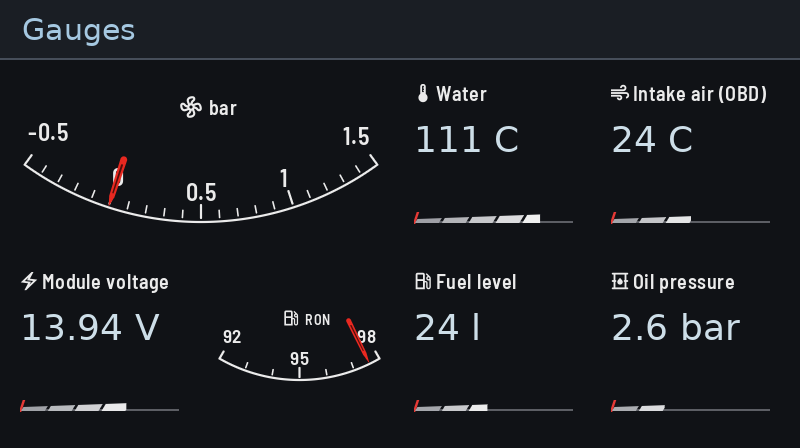 Gauges
bar
-0.5
0
0.5
1
1.5
Water
111 C
Intake air (OBD)
24 C
Module voltage
13.94 V
RON
92
95
98
Fuel level
24 l
Oil pressure
2.6 bar